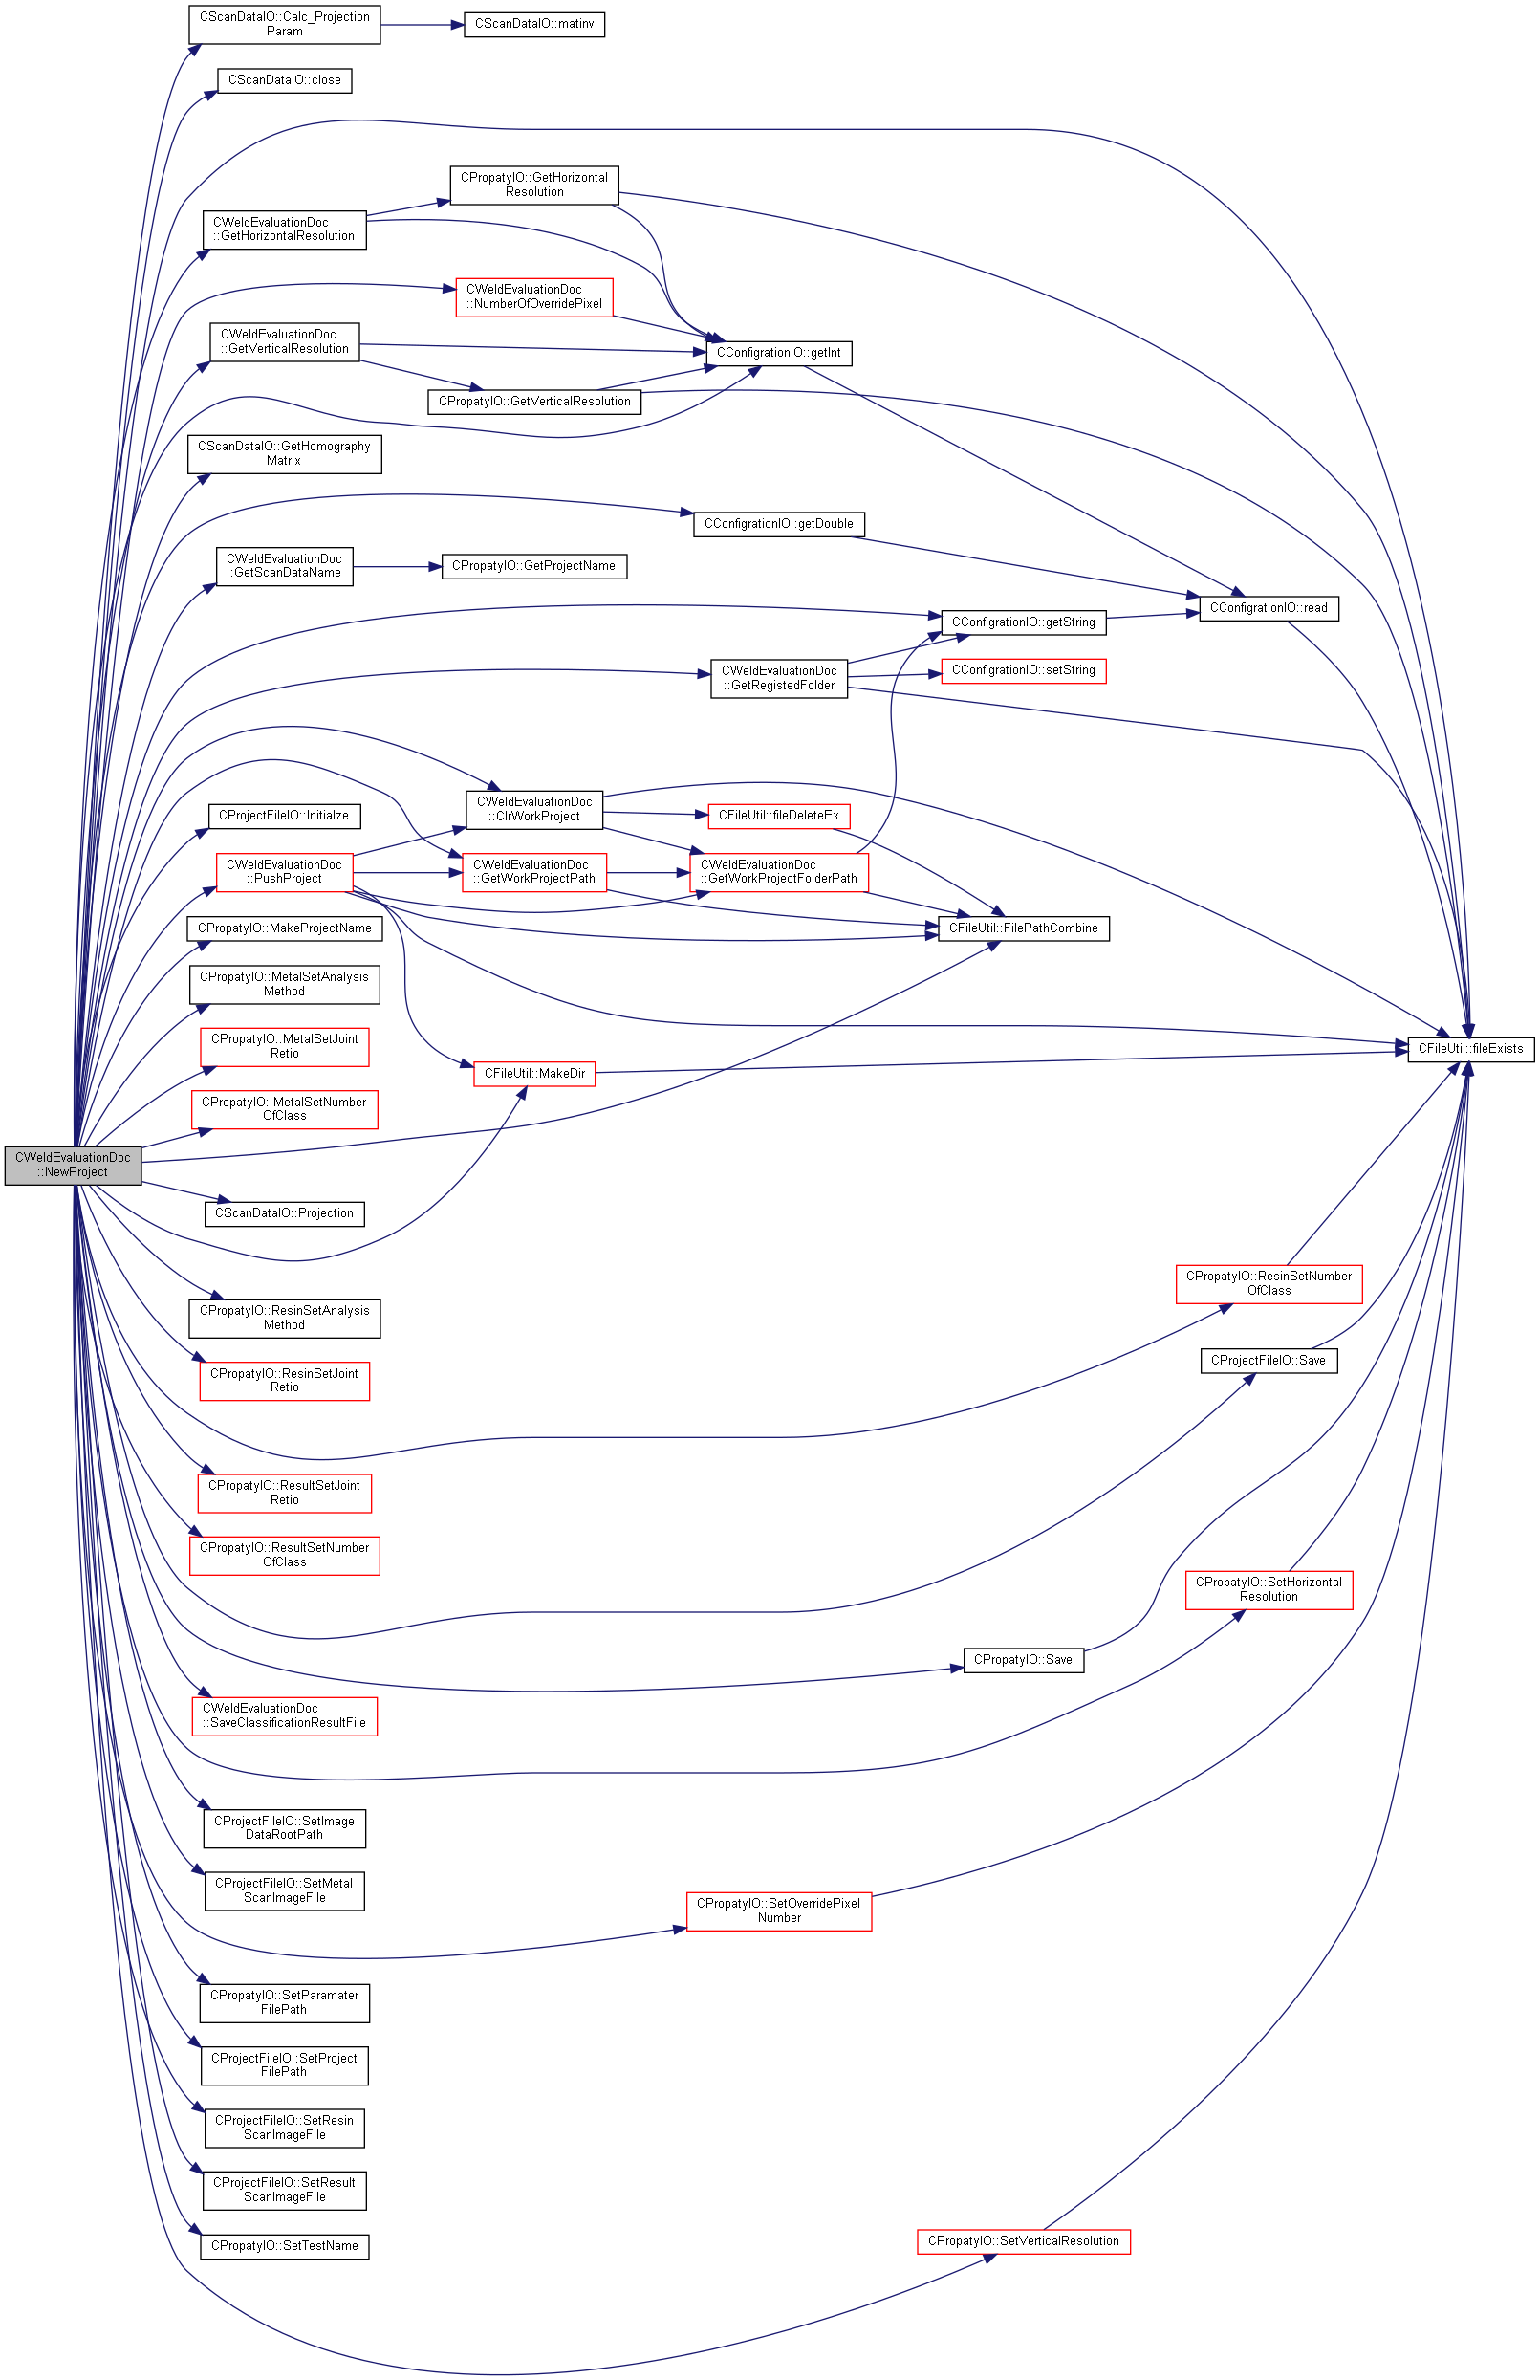 CScanDataIO::Calc_Projection
Param
CScanDataIO::matinv
CScanDataIO::close
CPropatyIO::GetHorizontal
Resolution
CWeldEvaluationDoc
::GetHorizontalResolution
CWeldEvaluationDoc
::NumberOfOverridePixel
CWeldEvaluationDoc
::GetVerticalResolution
CConfigrationIO::getInt
CPropatyIO::GetVerticalResolution
CScanDataIO::GetHomography
Matrix
CConfigrationIO::getDouble
CWeldEvaluationDoc
::GetScanDataName
CPropatyIO::GetProjectName
CConfigrationIO::read
CConfigrationIO::getString
CWeldEvaluationDoc
::GetRegistedFolder
CConfigrationIO::setString
CProjectFileIO::Initialze
CWeldEvaluationDoc
::ClrWorkProject
CFileUtil::fileDeleteEx
CWeldEvaluationDoc
::PushProject
CWeldEvaluationDoc
::GetWorkProjectPath
CWeldEvaluationDoc
::GetWorkProjectFolderPath
CPropatyIO::MakeProjectName
CFileUtil::FilePathCombine
CPropatyIO::MetalSetAnalysis
Method
CPropatyIO::MetalSetJoint
Retio
CFileUtil::fileExists
CFileUtil::MakeDir
CPropatyIO::MetalSetNumber
OfClass
CWeldEvaluationDoc
::NewProject
CScanDataIO::Projection
CPropatyIO::ResinSetNumber
OfClass
CPropatyIO::ResinSetAnalysis
Method
CProjectFileIO::Save
CPropatyIO::ResinSetJoint
Retio
CPropatyIO::ResultSetJoint
Retio
CPropatyIO::ResultSetNumber
OfClass
CPropatyIO::SetHorizontal
Resolution
CPropatyIO::Save
CWeldEvaluationDoc
::SaveClassificationResultFile
CProjectFileIO::SetImage
DataRootPath
CProjectFileIO::SetMetal
ScanImageFile
CPropatyIO::SetOverridePixel
Number
CPropatyIO::SetParamater
FilePath
CProjectFileIO::SetProject
FilePath
CProjectFileIO::SetResin
ScanImageFile
CProjectFileIO::SetResult
ScanImageFile
CPropatyIO::SetTestName
CPropatyIO::SetVerticalResolution